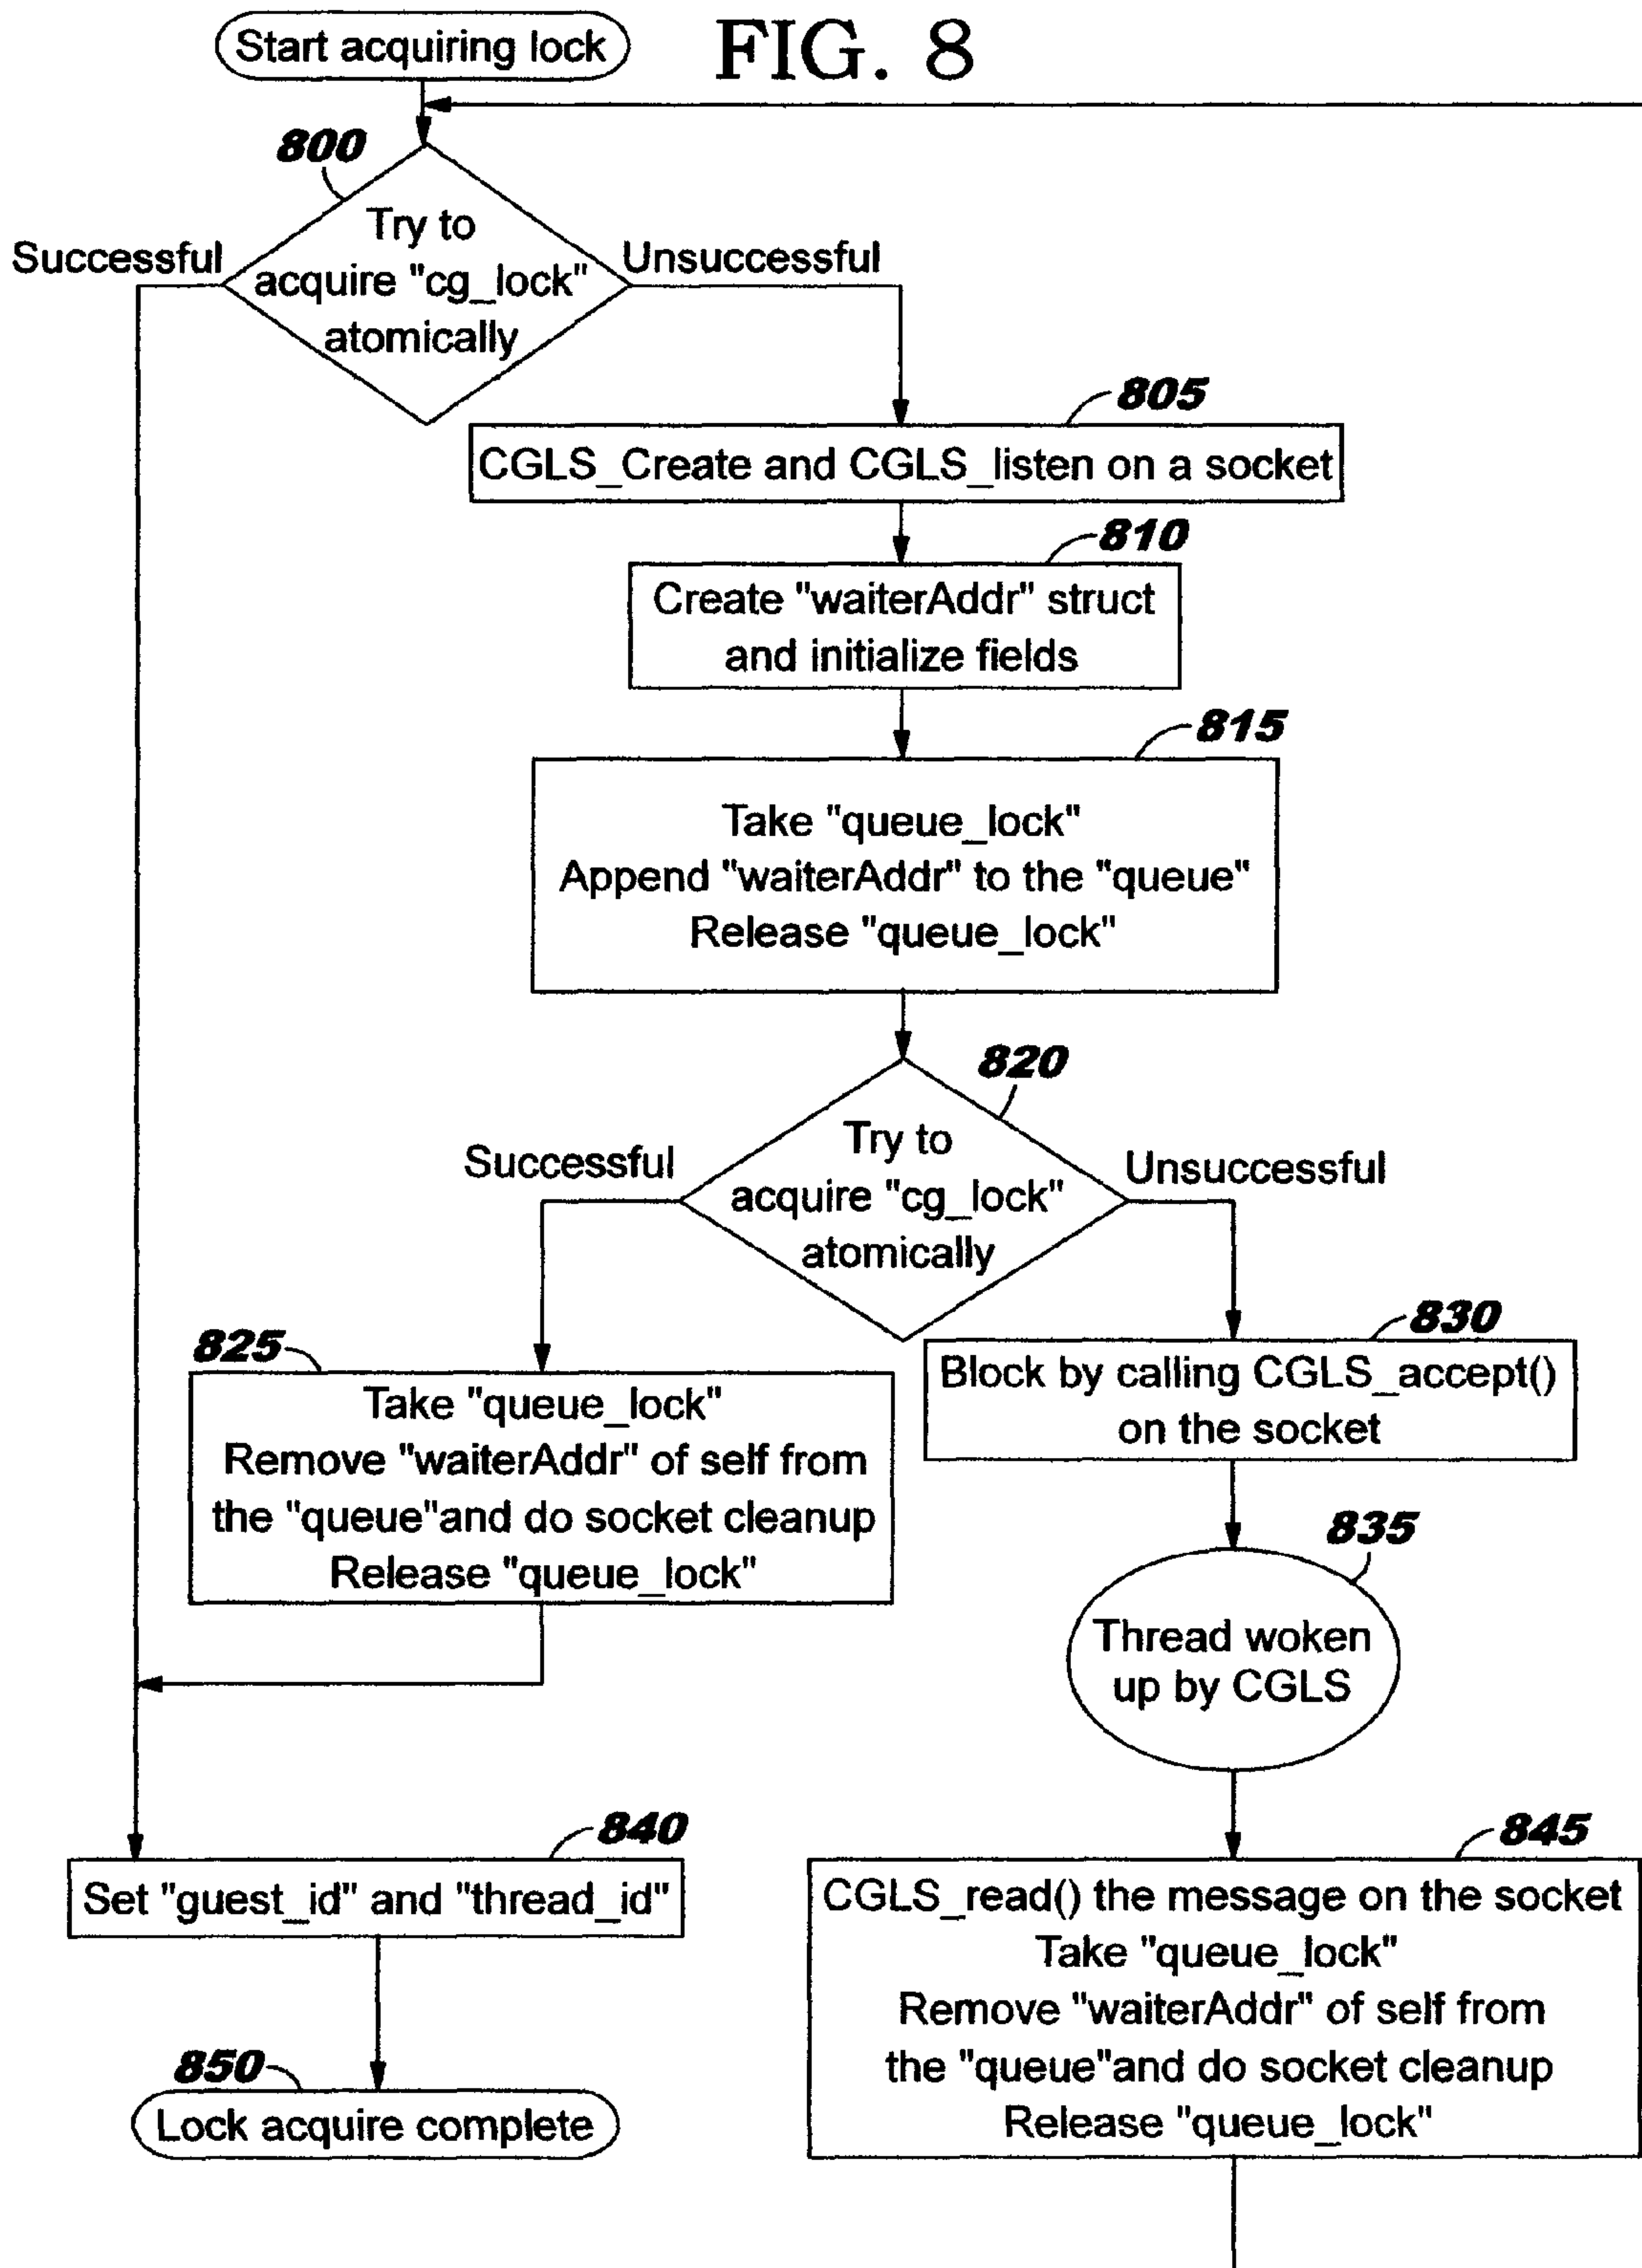 Start acquiring lock
FIG. 8
800
Try to
acquire "cg_lock"
atomically
Successful
Unsuccessful
805
CGLS_Create and CGLS_listen on a socket
810
Create "waiterAddr" struct
and initialize fields
815
Take "queue_lock"
Append "waiterAddr" to the "queue"
Release "queue_lock"
820
Try to
acquire "cg_lock"
atomically
Successful
Unsuccessful
825
Take "queue_lock"
Remove "waiterAddr" of self from
the "queue"and do socket cleanup
Release "queue_lock"
830
Block by calling CGLS_accept()
on the socket
835
Thread woken
up by CGLS
840
Set "guest_id" and "thread_id"
845
CGLS_read() the message on the socket
Take "queue_lock"
Remove "waiterAddr" of self from
the "queue"and do socket cleanup
Release "queue_lock"
850
Lock acquire complete